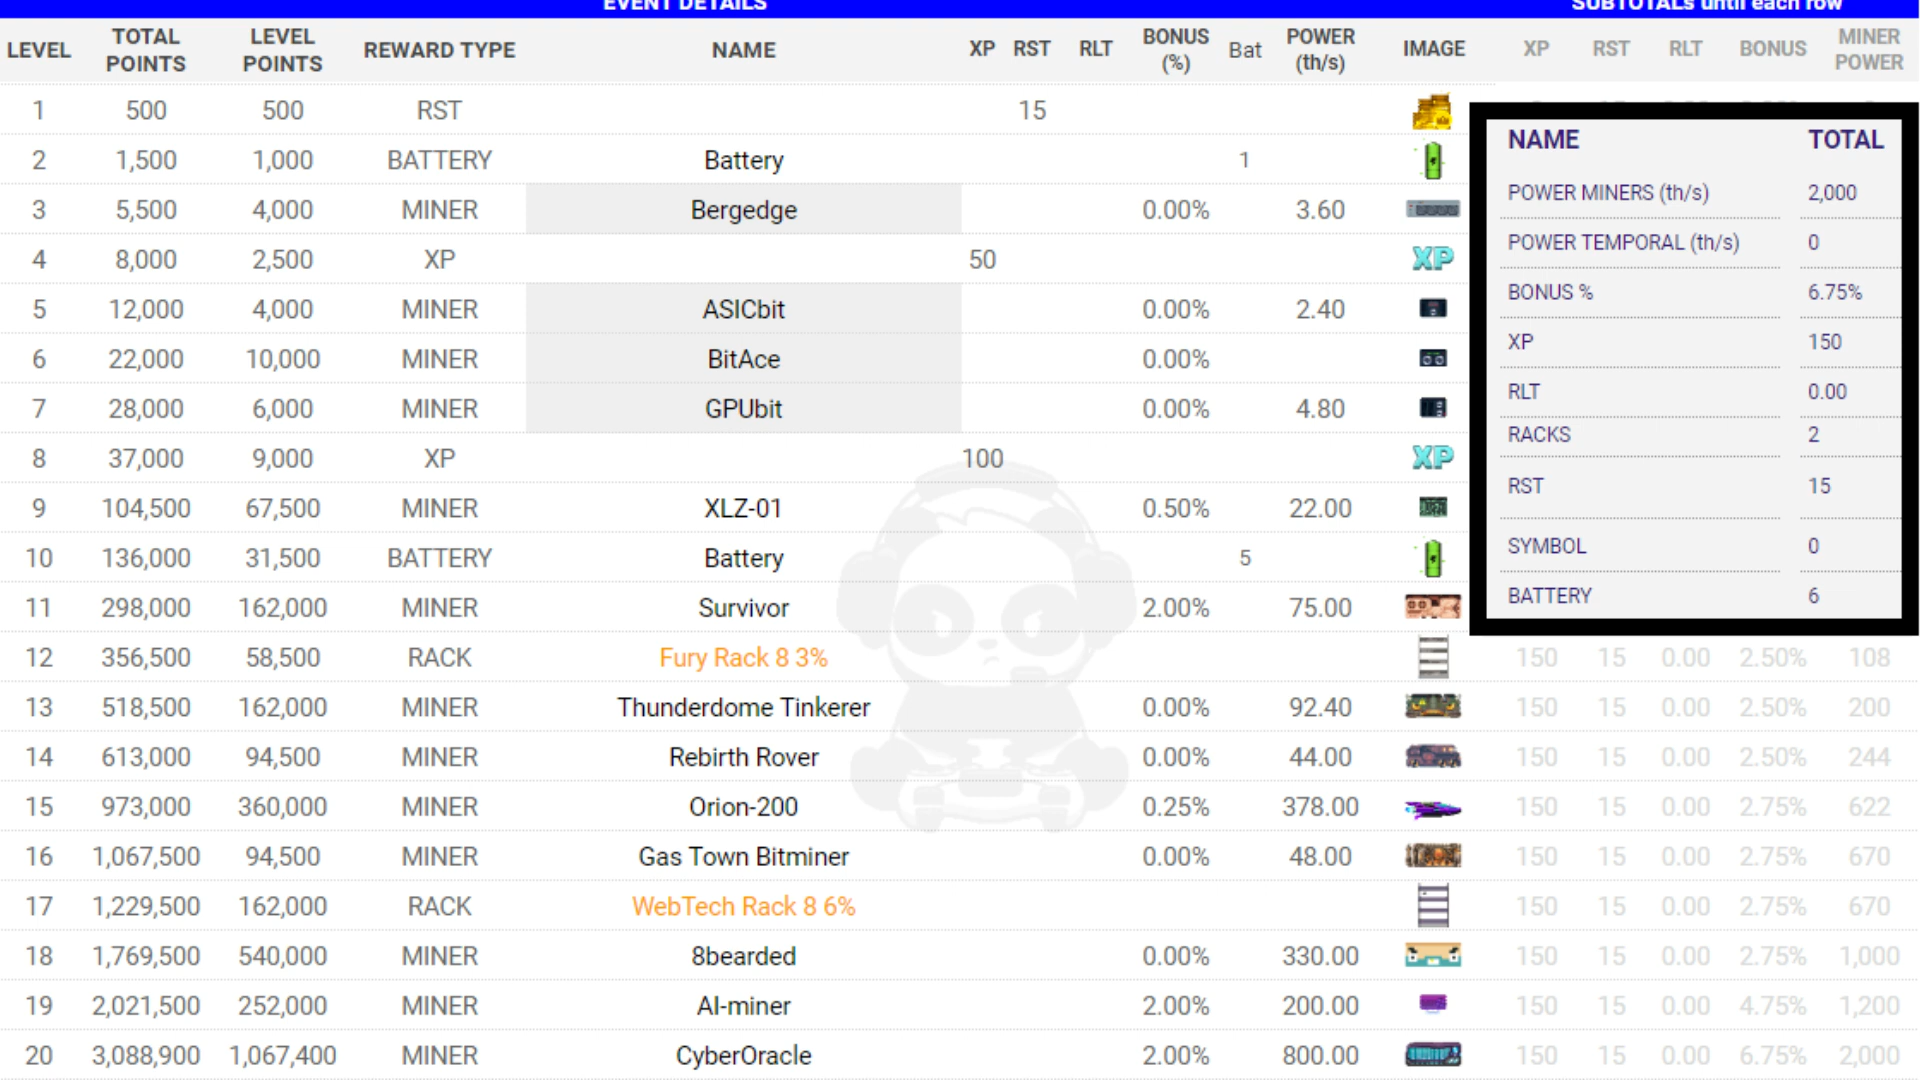 EVENT DETAILS SUBTOTALs until each row
LEVEL TOTAL POINTS LEVEL POINTS REWARD TYPE NAME XP RST RLT BONUS (%) Bat POWER (th/s) IMAGE XP RST RLT BONUS MINER POWER
1 500 500 RST 15
2 1,500 1,000 BATTERY Battery 1
3 5,500 4,000 MINER Bergedge 0.00% 3.60
4 8,000 2,500 XP 50 XP
5 12,000 4,000 MINER ASICbit 0.00% 2.40
6 22,000 10,000 MINER BitAce 0.00%
7 28,000 6,000 MINER GPUbit 0.00% 4.80
8 37,000 9,000 XP 100 XP
9 104,500 67,500 MINER XLZ-01 0.50% 22.00
10 136,000 31,500 BATTERY Battery 5
11 298,000 162,000 MINER Survivor 2.00% 75.00
NAME TOTAL
POWER MINERS (th/s) 2,000
POWER TEMPORAL (th/s) 0
BONUS % 6.75%
XP 150
RLT 0.00
RACKS 2
RST 15
SYMBOL 0
BATTERY 6
12 356,500 58,500 RACK Fury Rack 8 3% 150 15 0.00 2.50% 108
13 518,500 162,000 MINER Thunderdome Tinkerer 0.00% 92.40 150 15 0.00 2.50% 200
14 613,000 94,500 MINER Rebirth Rover 0.00% 44.00 150 15 0.00 2.50% 244
15 973,000 360,000 MINER Orion-200 0.25% 378.00 150 15 0.00 2.75% 622
16 1,067,500 94,500 MINER Gas Town Bitminer 0.00% 48.00 150 15 0.00 2.75% 670
17 1,229,500 162,000 RACK WebTech Rack 8 6% 150 15 0.00 2.75% 670
18 1,769,500 540,000 MINER 8bearded 0.00% 330.00 150 15 0.00 2.75% 1,000
19 2,021,500 252,000 MINER AI-miner 2.00% 200.00 150 15 0.00 4.75% 1,200
20 3,088,900 1,067,400 MINER CyberOracle 2.00% 800.00 150 15 0.00 6.75% 2,000